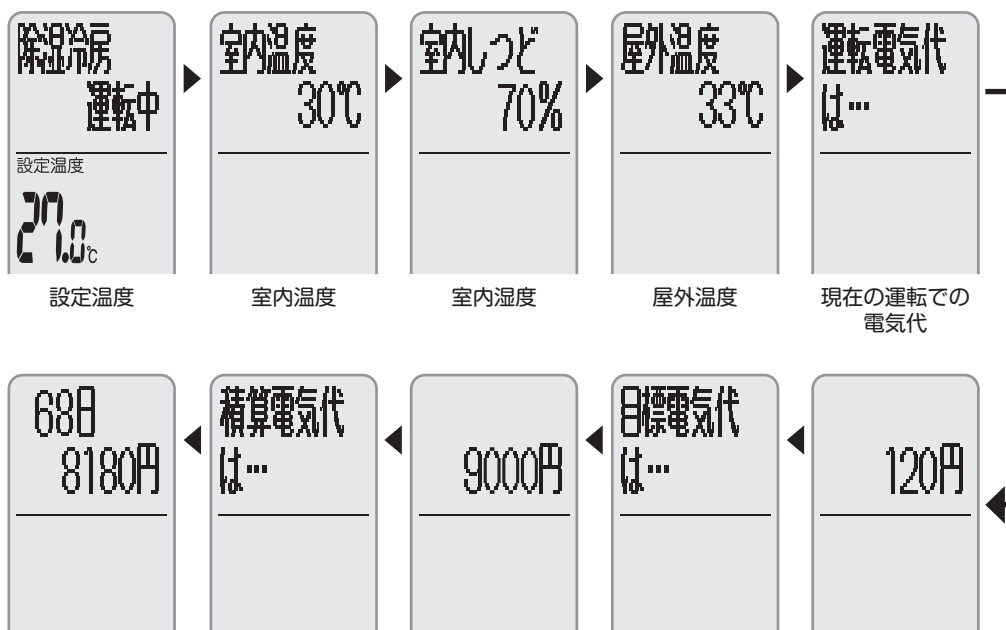 除湿冷房
運転中
設定温度
27.0℃
設定温度
室内温度
30℃
室内温度
室内しつど
70%
室内湿度
屋外温度
33℃
屋外温度
運転電気代
は…
現在の運転での
電気代
120円
目標電気代
は…
9000円
積算電気代
は…
68日
8180円